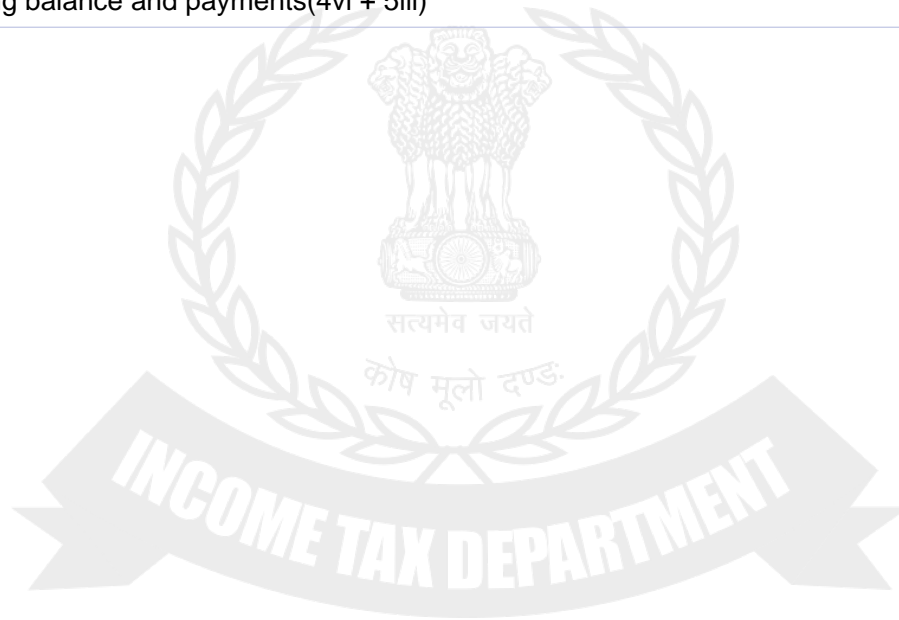 g balance and payments(4vi + 5iii)
सत्यमेव जयते
कोष मूलो दण्डः
INCOME TAX DEPARTMENT